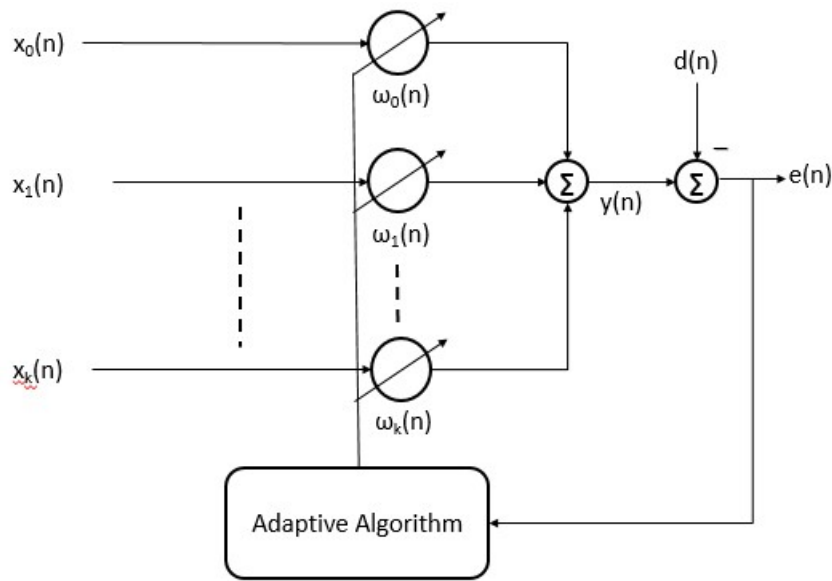 x₀(n)
ω₀(n)
d(n)
x₁(n)
ω₁(n)
Σ
y(n)
Σ
−
e(n)
xₖ(n)
ωₖ(n)
Adaptive Algorithm